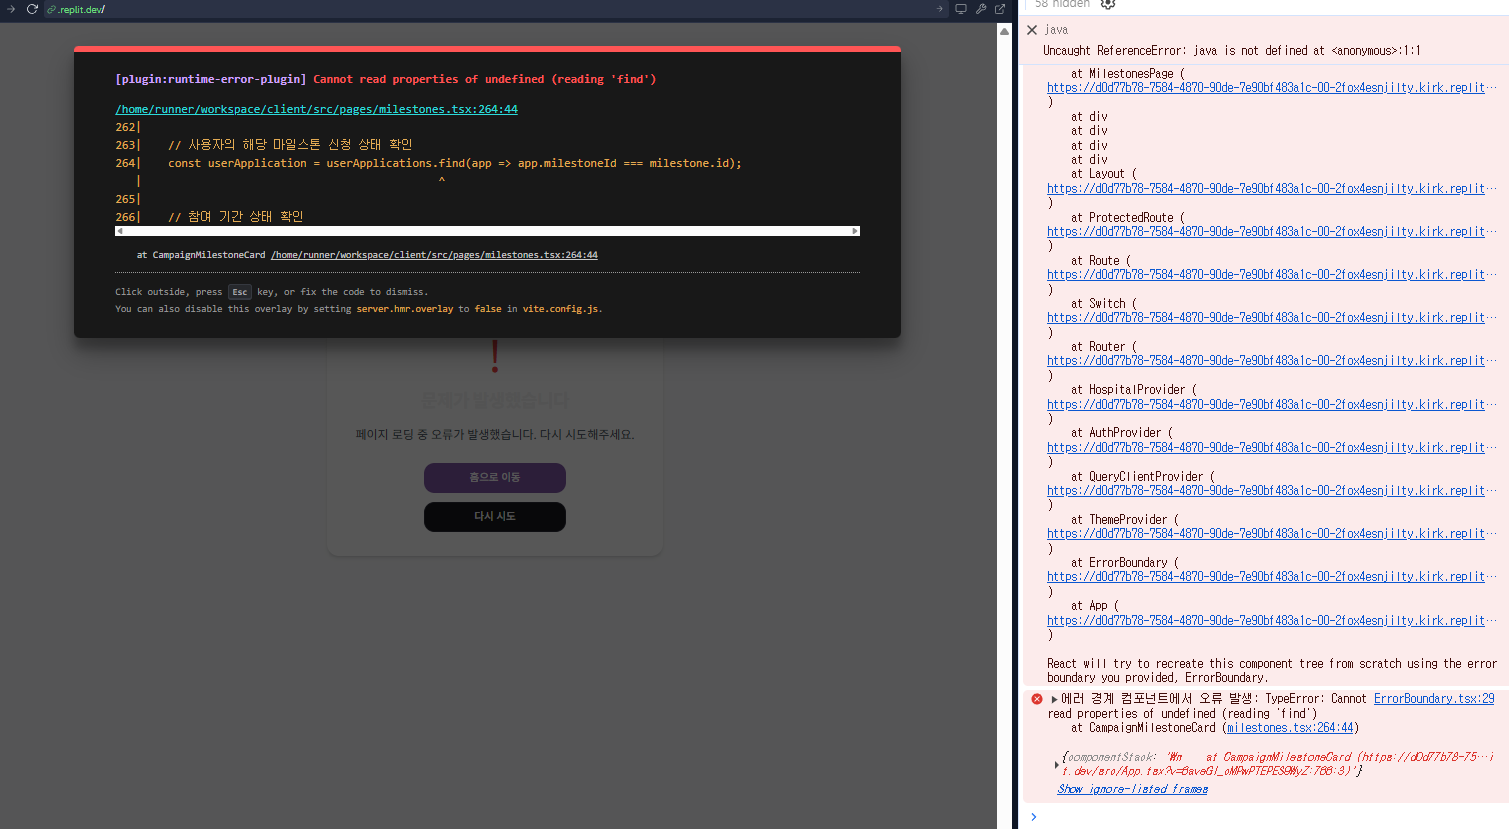 .replit.dev/
[plugin:runtime-error-plugin] Cannot read properties of undefined (reading 'find')
/home/runner/workspace/client/src/pages/milestones.tsx:264:44
262|
263|    // 사용자의 해당 마일스톤 신청 상태 확인
264|    const userApplication = userApplications.find(app => app.milestoneId === milestone.id);
|    ^
265|
266|    // 참여 기간 상태 확인
at CampaignMilestoneCard /home/runner/workspace/client/src/pages/milestones.tsx:264:44
Click outside, press Esc key, or fix the code to dismiss.
You can also disable this overlay by setting server.hmr.overlay to false in vite.config.js.
!
문제가 발생했습니다
페이지 로딩 중 오류가 발생했습니다. 다시 시도해주세요.
홈으로 이동
다시 시도
58 hidden
java
Uncaught ReferenceError: java is not defined at <anonymous>:1:1
at MilestonesPage (
https://d0d77b78-7584-4870-90de-7e90bf483a1c-00-2fox4esnjilty.kirk.replit…
)
at div
at div
at div
at div
at Layout (
https://d0d77b78-7584-4870-90de-7e90bf483a1c-00-2fox4esnjilty.kirk.replit…
)
at ProtectedRoute (
https://d0d77b78-7584-4870-90de-7e90bf483a1c-00-2fox4esnjilty.kirk.replit…
)
at Route (
https://d0d77b78-7584-4870-90de-7e90bf483a1c-00-2fox4esnjilty.kirk.replit…
)
at Switch (
https://d0d77b78-7584-4870-90de-7e90bf483a1c-00-2fox4esnjilty.kirk.replit…
)
at Router (
https://d0d77b78-7584-4870-90de-7e90bf483a1c-00-2fox4esnjilty.kirk.replit…
)
at HospitalProvider (
https://d0d77b78-7584-4870-90de-7e90bf483a1c-00-2fox4esnjilty.kirk.replit…
)
at AuthProvider (
https://d0d77b78-7584-4870-90de-7e90bf483a1c-00-2fox4esnjilty.kirk.replit…
)
at QueryClientProvider (
https://d0d77b78-7584-4870-90de-7e90bf483a1c-00-2fox4esnjilty.kirk.replit…
)
at ThemeProvider (
https://d0d77b78-7584-4870-90de-7e90bf483a1c-00-2fox4esnjilty.kirk.replit…
)
at ErrorBoundary (
https://d0d77b78-7584-4870-90de-7e90bf483a1c-00-2fox4esnjilty.kirk.replit…
)
at App (
https://d0d77b78-7584-4870-90de-7e90bf483a1c-00-2fox4esnjilty.kirk.replit…
)
React will try to recreate this component tree from scratch using the error
boundary you provided, ErrorBoundary.
에러 경계 컴포넌트에서 오류 발생: TypeError: Cannot ErrorBoundary.tsx:29
read properties of undefined (reading 'find')
at CampaignMilestoneCard (milestones.tsx:264:44)
{componentStack: '₩n    at CampaignMilestoneCard (https://d0d77b78-75…i
Show ignore-listed frames